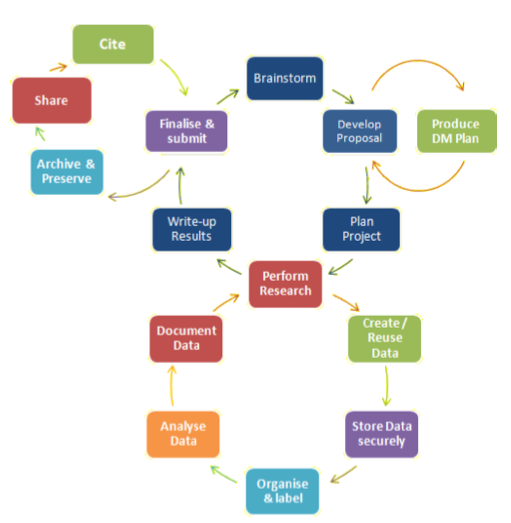 Cite
Share
Archive &
Preserve
Finalise &
submit
Brainstorm
Develop
Proposal
Produce
DM Plan
Write-up
Results
Plan
Project
Perform
Research
Document
Data
Create /
Reuse
Data
Analyse
Data
Store Data
securely
Organise
& label